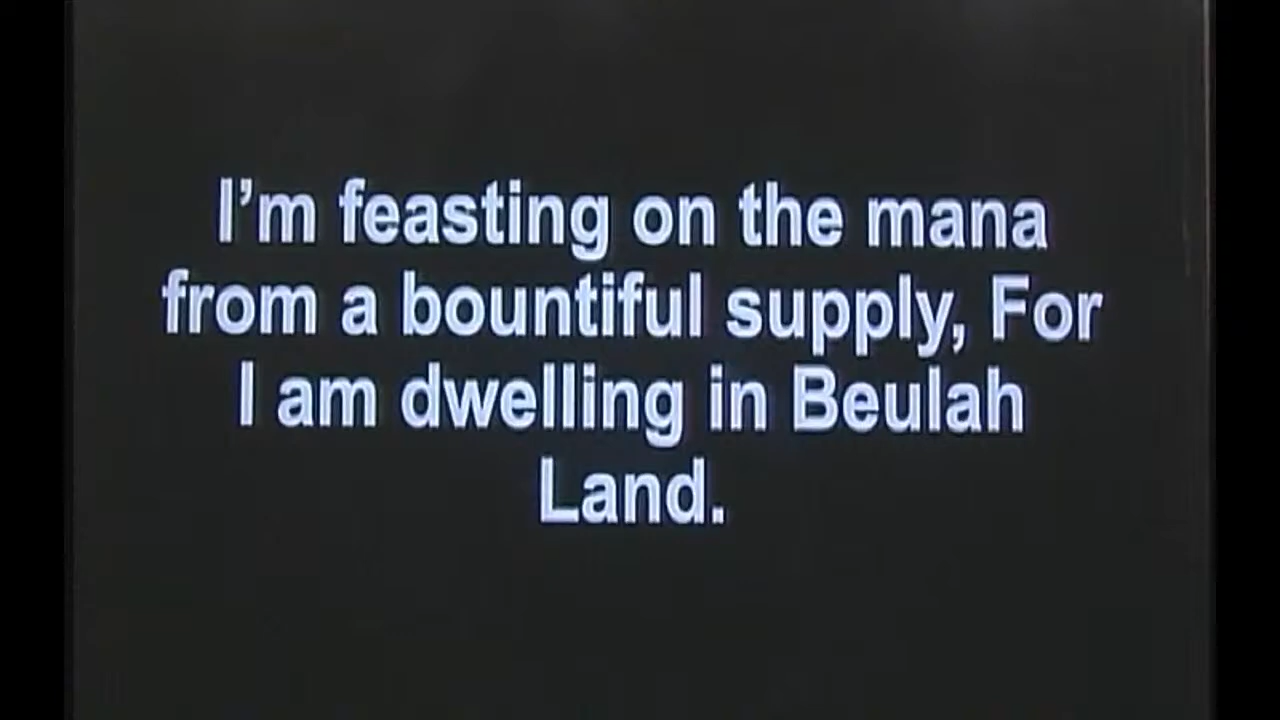 I’m feasting on the mana
from a bountiful supply, For
I am dwelling in Beulah
Land.